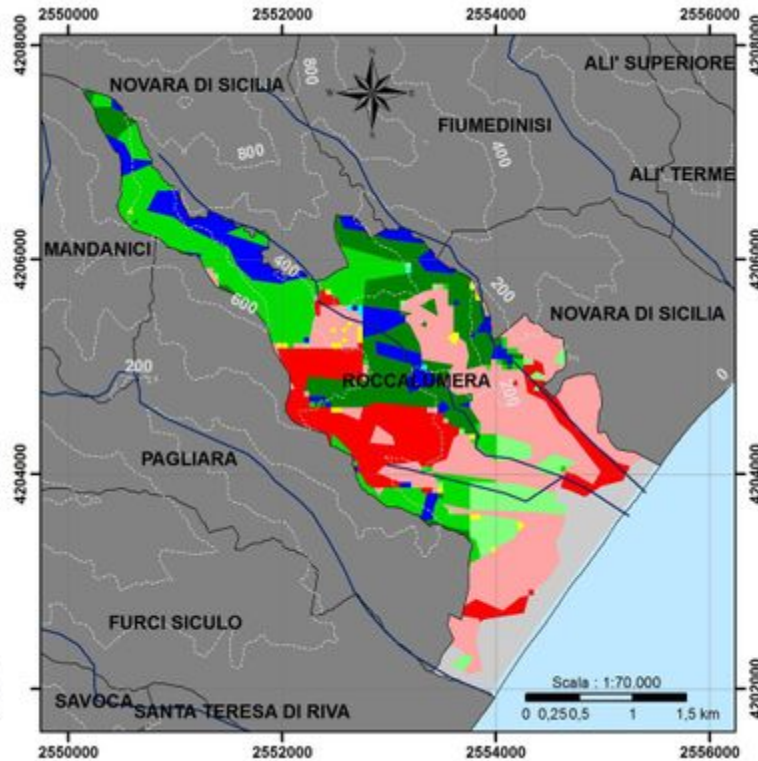 2550000 2552000 2554000 2556000
4208000 4208000
NOVARA DI SICILIA
800
ALI' SUPERIORE
N
FIUMEDINISI
800
400
ALI' TERME
4206000 4206000
MANDANICI
400
600
200
NOVARA DI SICILIA
200
ROCCALUMERA
200
0
PAGLIARA
4204000 4204000
FURCI SICULO
Scala : 1:70.000
SAVOCA
SANTA TERESA DI RIVA
0 0,25 0,5 1 1,5 km
4202000
2550000 2552000 2554000 2556000